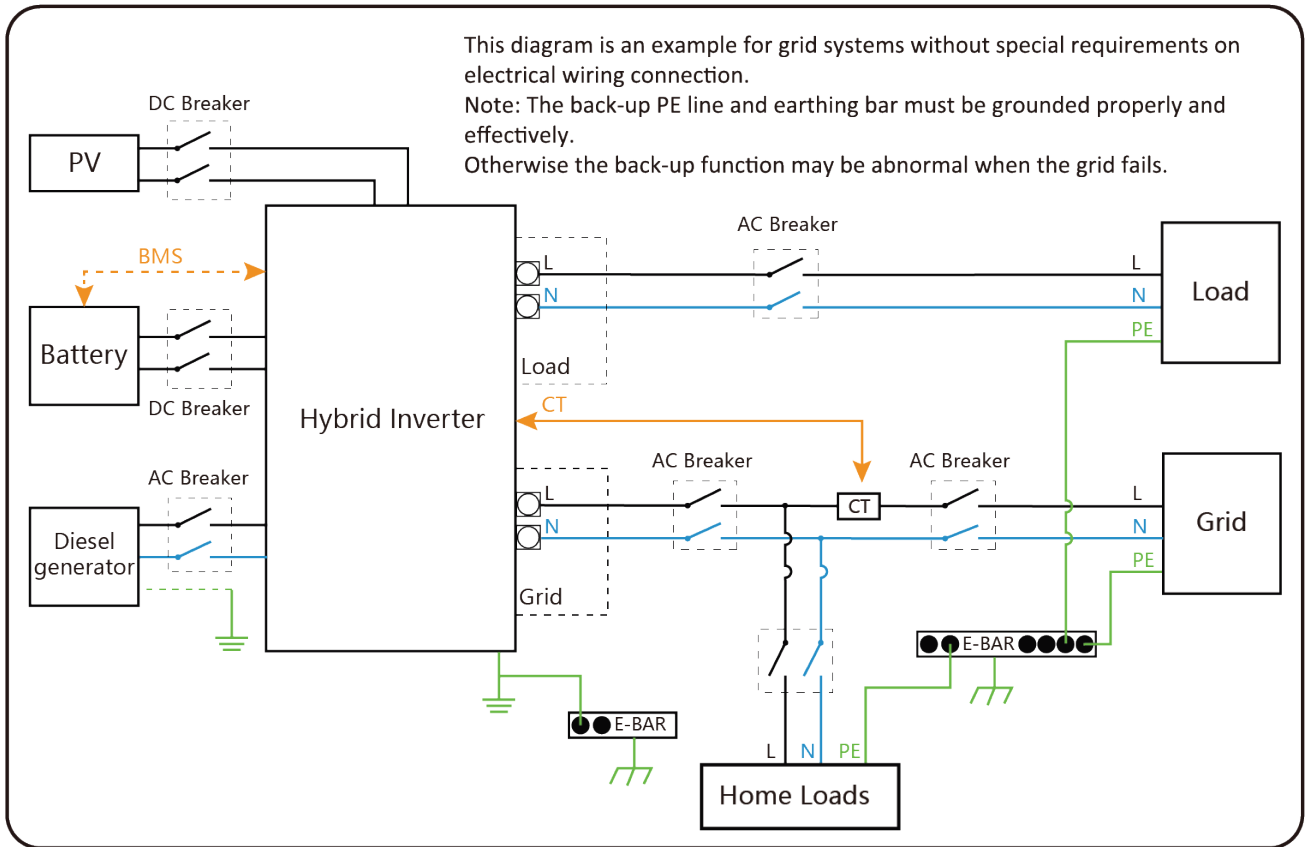 This diagram is an example for grid systems without special requirements on
electrical wiring connection.
Note: The back-up PE line and earthing bar must be grounded properly and
effectively.
Otherwise the back-up function may be abnormal when the grid fails.
DC Breaker
PV
BMS
Battery
DC Breaker
AC Breaker
Diesel
generator
Hybrid Inverter
L
N
Load
AC Breaker
L
N
PE
Load
CT
L
N
Grid
AC Breaker
CT
AC Breaker
L
N
PE
Grid
E-BAR
E-BAR
L
N
PE
Home Loads